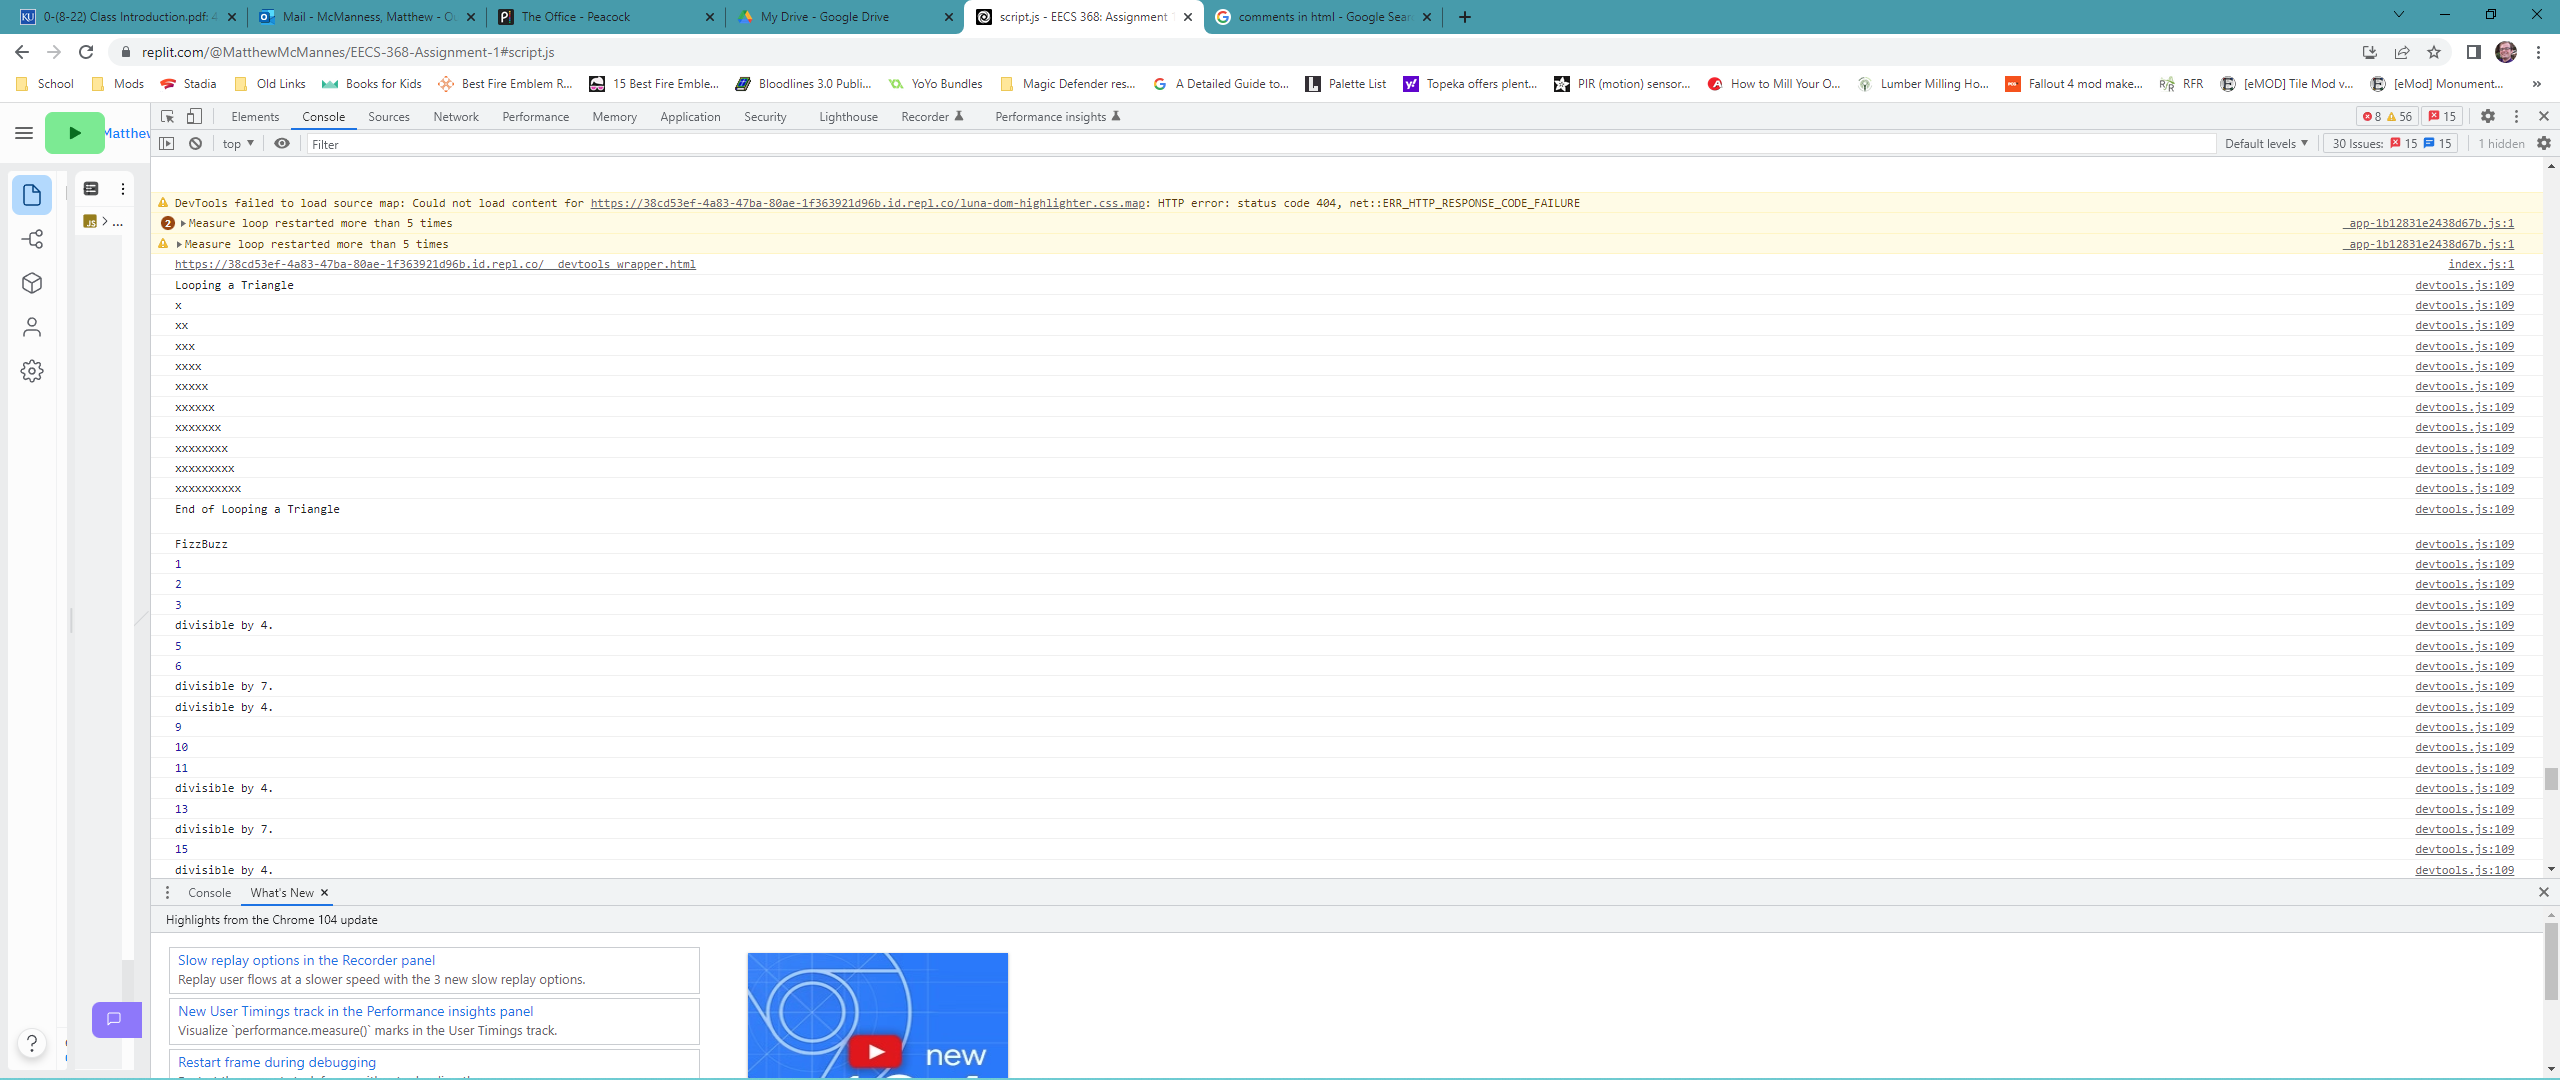 0-(8-22) Class Introduction.pdf: 4
Mail - McManness, Matthew - Ou
The Office - Peacock
My Drive - Google Drive
script.js - EECS 368: Assignment
comments in html - Google Sear
replit.com/@MatthewMcMannes/EECS-368-Assignment-1#script.js
School Mods Stadia Old Links Books for Kids Best Fire Emblem R... 15 Best Fire Emble... Bloodlines 3.0 Publi... YoYo Bundles Magic Defender res... A Detailed Guide to... Palette List Topeka offers plent... PIR (motion) sensor... How to Mill Your O... Lumber Milling Ho... Fallout 4 mod make... RFR [eMOD] Tile Mod v... [eMod] Monument... »
Matthew
Elements Console Sources Network Performance Memory Application Security Lighthouse Recorder Performance insights 8 56 15
top Filter Default levels 30 Issues: 15 15 1 hidden
DevTools failed to load source map: Could not load content for https://38cd53ef-4a83-47ba-80ae-1f363921d96b.id.repl.co/luna-dom-highlighter.css.map: HTTP error: status code 404, net::ERR_HTTP_RESPONSE_CODE_FAILURE
2 Measure loop restarted more than 5 times _app-1b12831e2438d67b.js:1
Measure loop restarted more than 5 times _app-1b12831e2438d67b.js:1
https://38cd53ef-4a83-47ba-80ae-1f363921d96b.id.repl.co/__devtools_wrapper.html index.js:1
Looping a Triangle devtools.js:109
x devtools.js:109
xx devtools.js:109
xxx devtools.js:109
xxxx devtools.js:109
xxxxx devtools.js:109
xxxxxx devtools.js:109
xxxxxxx devtools.js:109
xxxxxxxx devtools.js:109
xxxxxxxxx devtools.js:109
xxxxxxxxxx devtools.js:109
End of Looping a Triangle devtools.js:109
FizzBuzz devtools.js:109
1 devtools.js:109
2 devtools.js:109
3 devtools.js:109
divisible by 4. devtools.js:109
5 devtools.js:109
6 devtools.js:109
divisible by 7. devtools.js:109
divisible by 4. devtools.js:109
9 devtools.js:109
10 devtools.js:109
11 devtools.js:109
divisible by 4. devtools.js:109
13 devtools.js:109
divisible by 7. devtools.js:109
15 devtools.js:109
divisible by 4. devtools.js:109
Console What's New
Highlights from the Chrome 104 update
Slow replay options in the Recorder panel
Replay user flows at a slower speed with the 3 new slow replay options.
New User Timings track in the Performance insights panel
Visualize `performance.measure()` marks in the User Timings track.
Restart frame during debugging
new